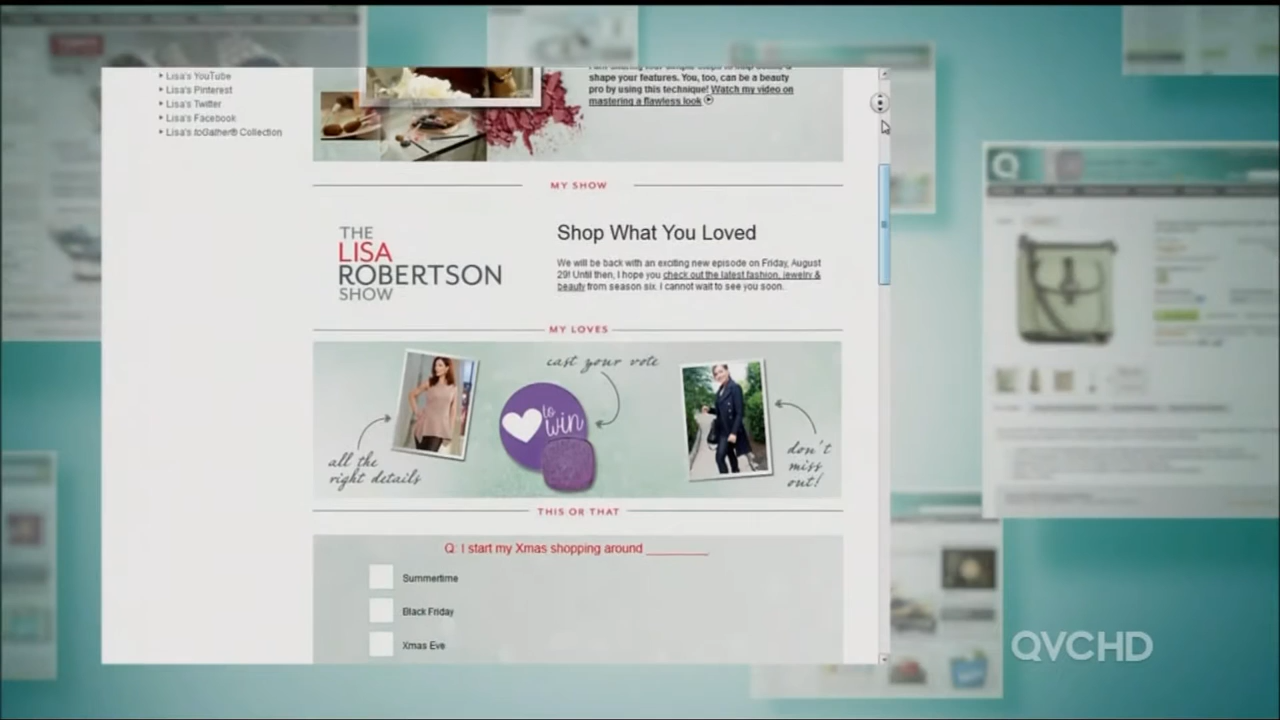 Lisa's YouTube
Lisa's Pinterest
Lisa's Twitter
Lisa's Facebook
Lisa's toGather® Collection
shape your features. You, too, can be a beauty
pro by using this technique! Watch my video on
mastering a flawless look
MY SHOW
THE
LISA
ROBERTSON
SHOW
Shop What You Loved
We will be back with an exciting new episode on Friday, August
29! Until then, I hope you check out the latest fashion, jewelry &
beauty from season six. I cannot wait to see you soon.
MY LOVES
all the
right details
cast your vote
to
win
don't
miss
out!
THIS OR THAT
Q: I start my Xmas shopping around ________
Summertime
Black Friday
Xmas Eve
QVCHD